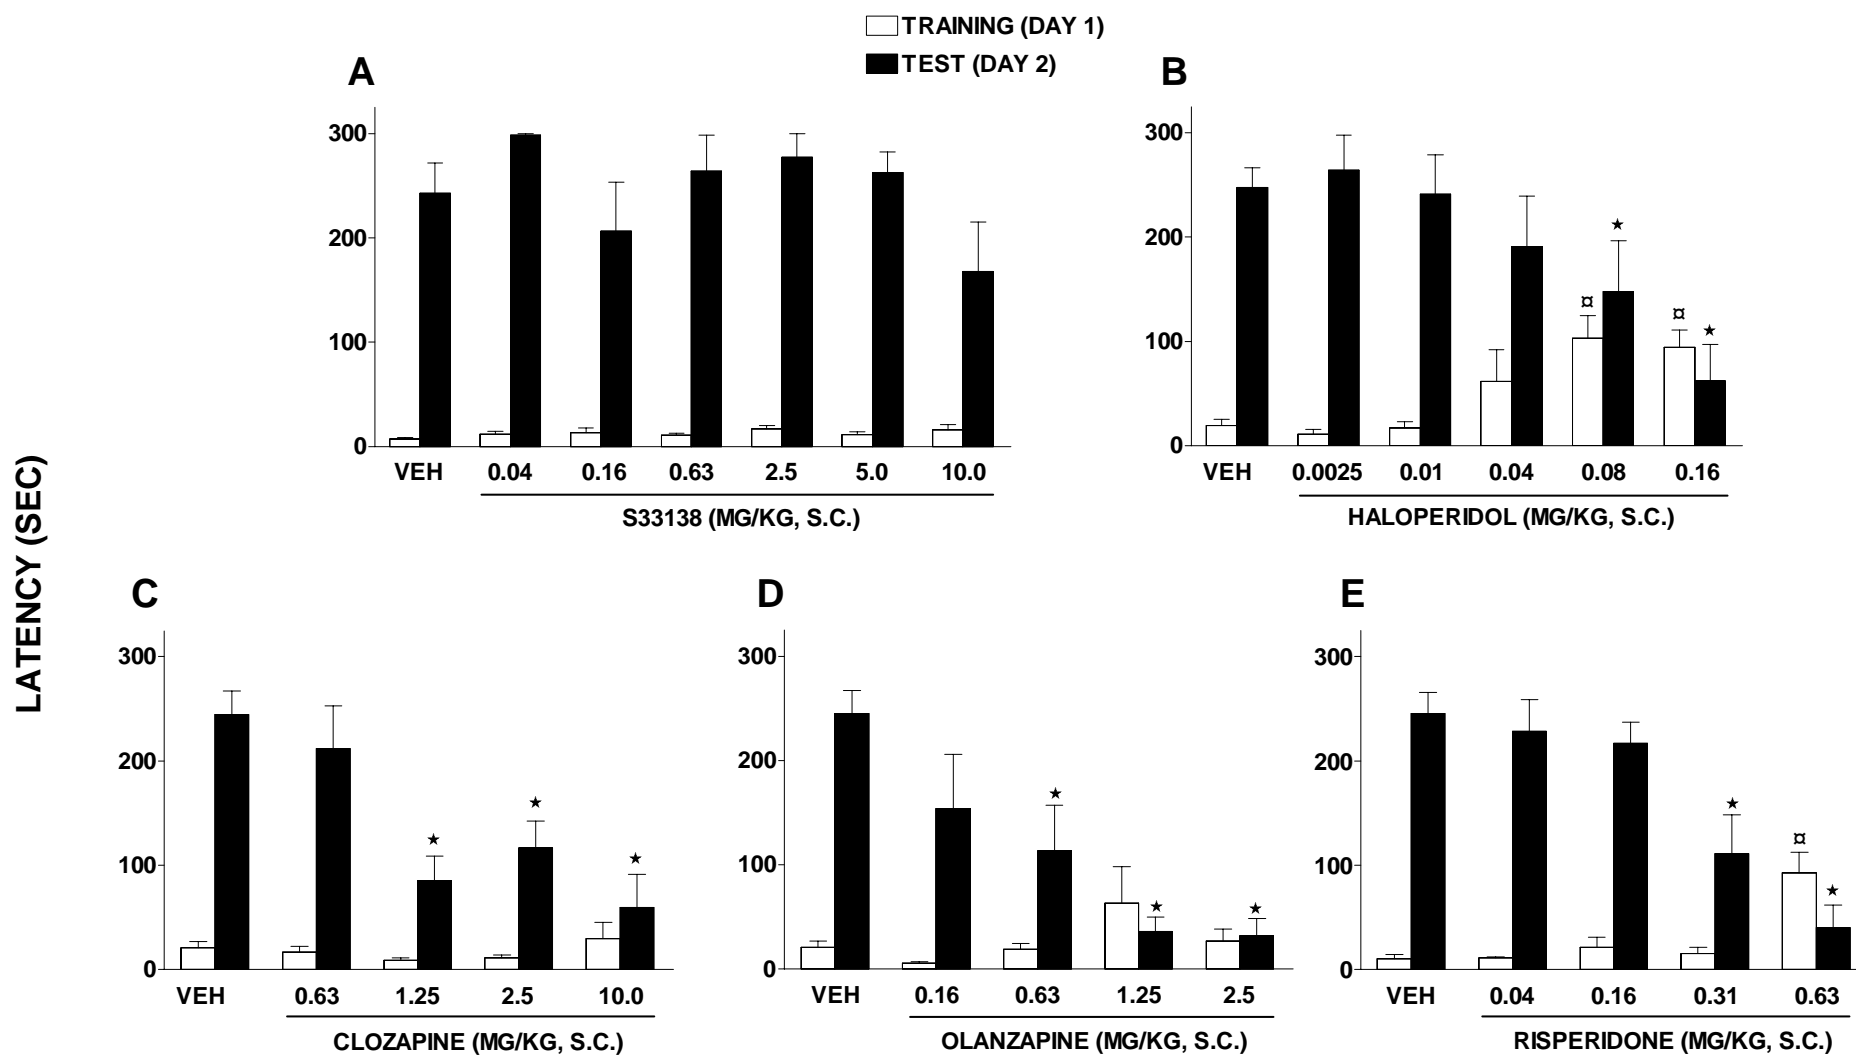 TRAINING (DAY 1)
TEST (DAY 2)
LATENCY (SEC)
A
300
200
100
0
VEH 0.04 0.16 0.63 2.5 5.0 10.0
S33138 (MG/KG, S.C.)
B
300
200
100
0
¤ ★ ¤ ★
VEH 0.0025 0.01 0.04 0.08 0.16
HALOPERIDOL (MG/KG, S.C.)
C
300
200
100
0
★ ★ ★
VEH 0.63 1.25 2.5 10.0
CLOZAPINE (MG/KG, S.C.)
D
300
200
100
0
★ ★ ★
VEH 0.16 0.63 1.25 2.5
OLANZAPINE (MG/KG, S.C.)
E
300
200
100
0
★ ¤ ★
VEH 0.04 0.16 0.31 0.63
RISPERIDONE (MG/KG, S.C.)